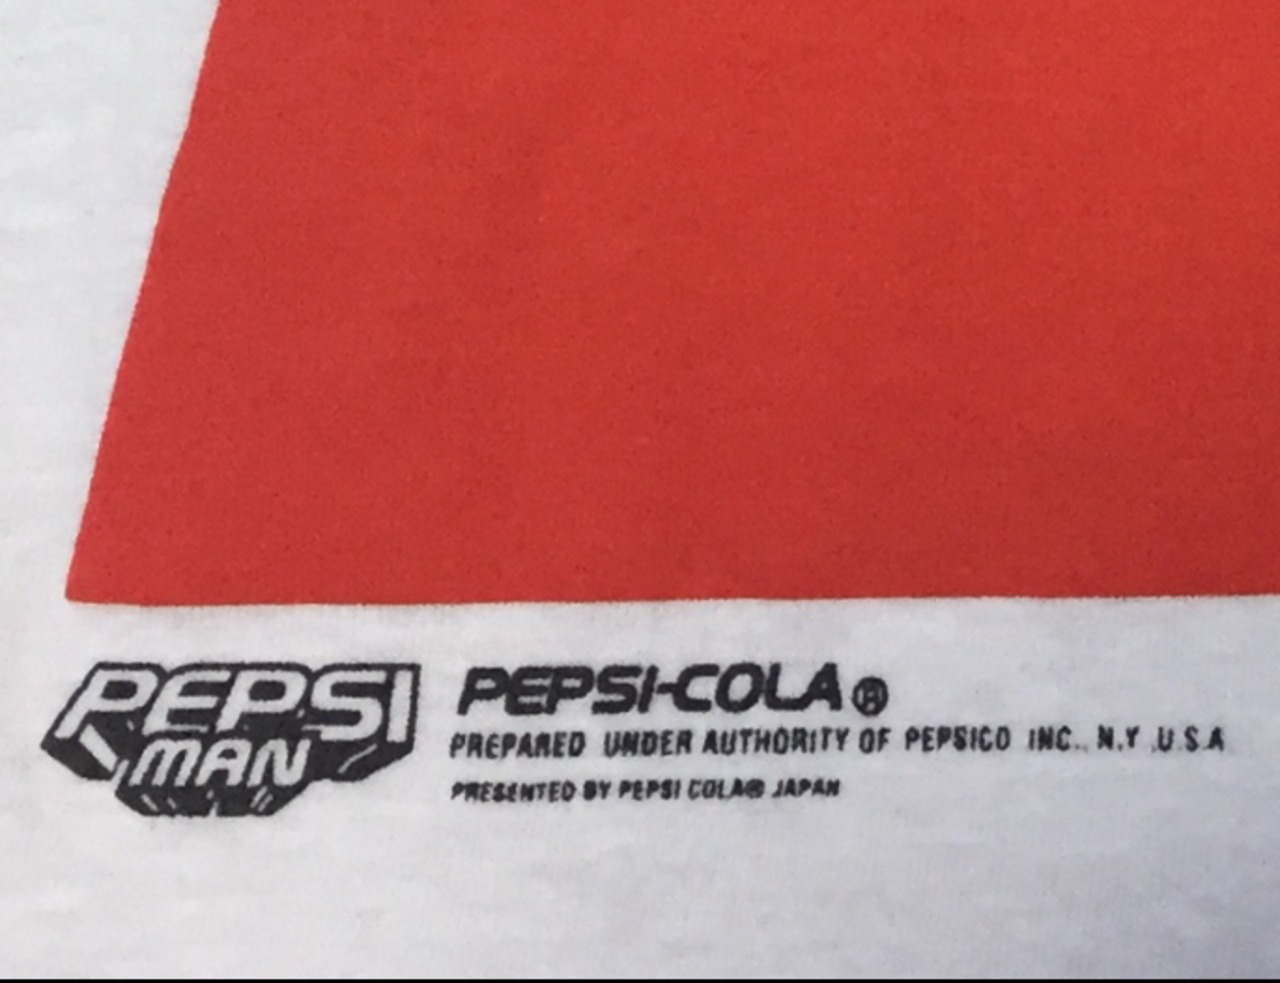 PEPSI
MAN
PEPSI-COLA®
PREPARED UNDER AUTHORITY OF PEPSICO INC., N.Y., U.S.A
PRESENTED BY PEPSI COLA® JAPAN